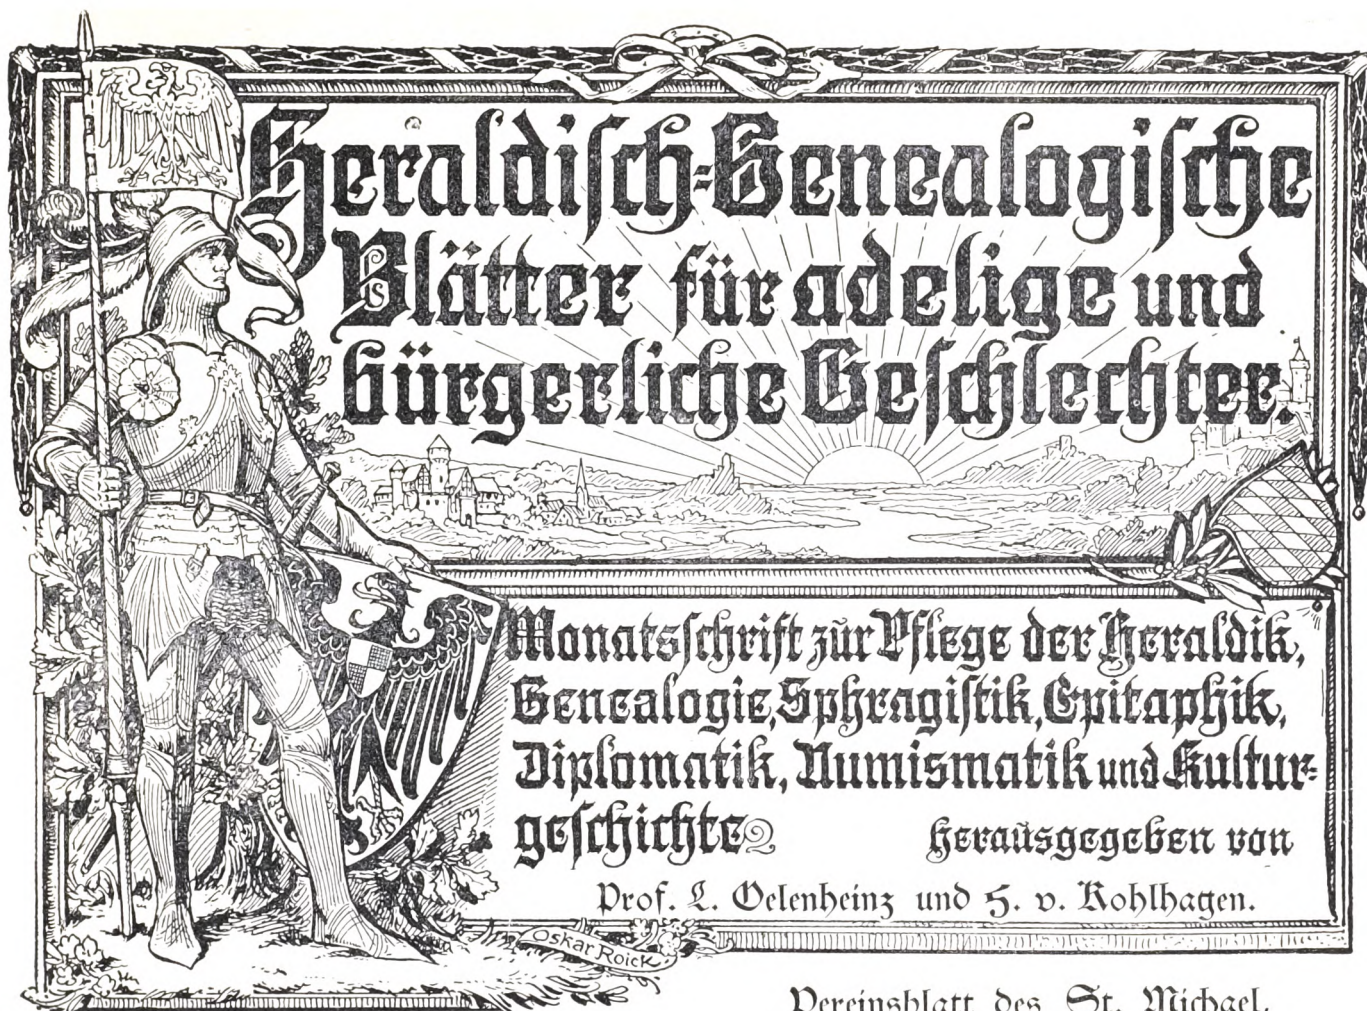 Heraldisch-Genealogische
Blätter für adelige und
bürgerliche Geschlechter.
Monatsschrift zur Pflege der Heraldik,
Genealogie, Sphragistik, Epitaphik,
Diplomatik, Numismatik und Kultur-
geschichte
herausgegeben von
Prof. L. Oelenheinz und H. v. Kohlhagen.
Oskar Roick
Vereinsblatt des St. Michael.